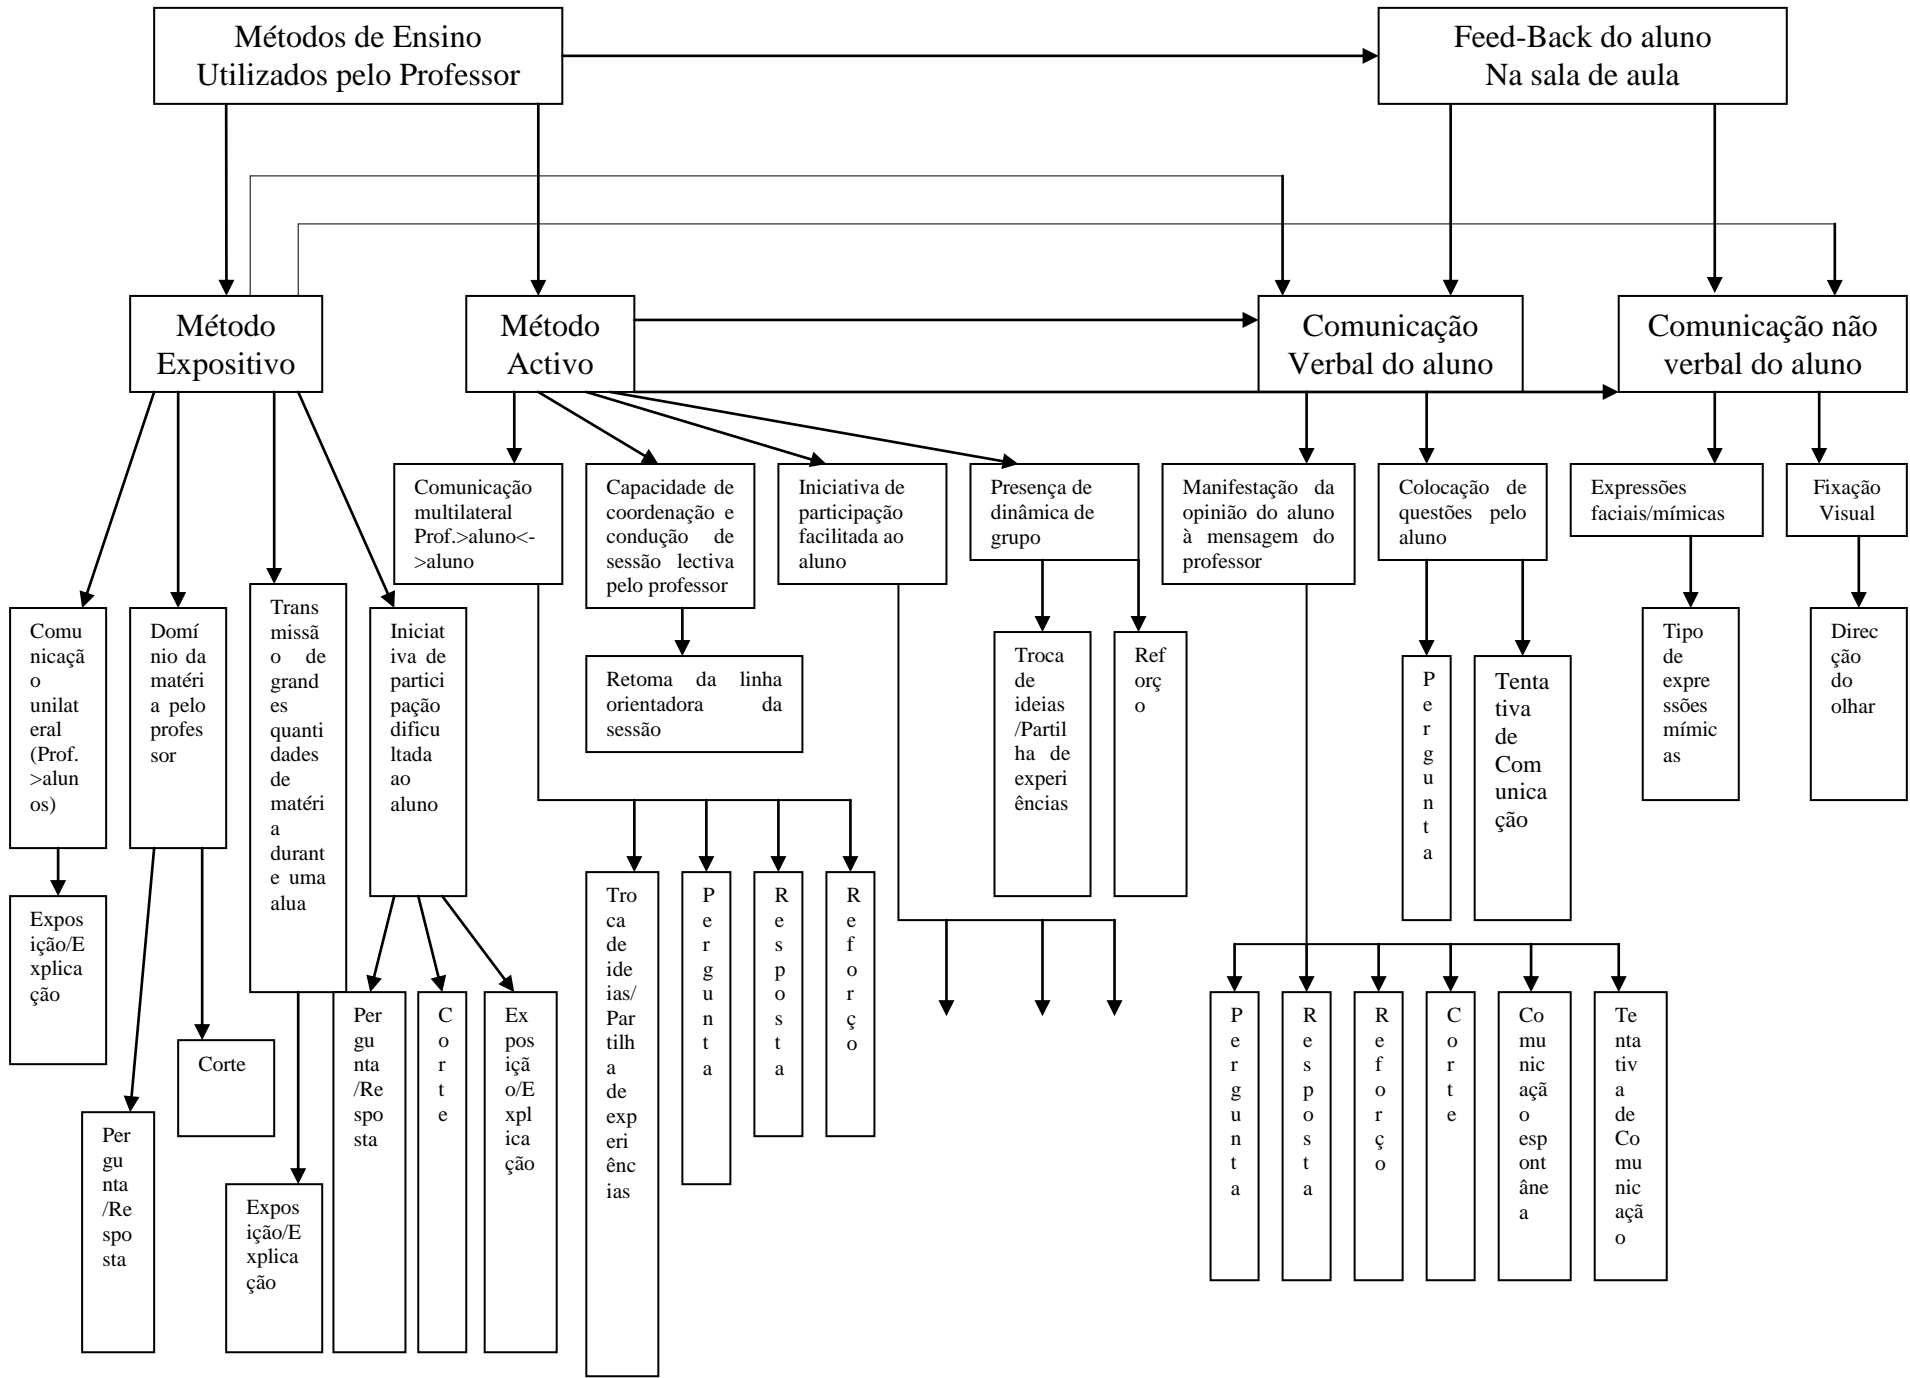 Métodos de Ensino
Utilizados pelo Professor
Feed-Back do aluno
Na sala de aula
Método
Expositivo
Método
Activo
Comunicação
Verbal do aluno
Comunicação não
verbal do aluno
Comunicação
multilateral
Prof.>aluno<-
>aluno
Capacidade de
coordenação e
condução de
sessão lectiva
pelo professor
Iniciativa de
participação
facilitada ao
aluno
Presença de
dinâmica de
grupo
Manifestação da
opinião do aluno
à mensagem do
professor
Colocação de
questões pelo
aluno
Expressões
faciais/mímicas
Fixação
Visual
Comu
nicaçã
o
unilat
eral
(Prof.
>alun
os)
Domí
nio da
matéri
a pelo
profes
sor
Trans
missã
o de
grand
es
quanti
dades
de
matéri
a
durant
e uma
alua
Iniciat
iva de
partici
pação
dificu
ltada
ao
aluno
Retoma da linha
orientadora da
sessão
Troca
de
ideias
/Partil
ha de
experi
ências
Ref
orç
o
P
e
r
g
u
n
t
a
Tenta
tiva
de
Com
unica
ção
Tipo
de
expre
ssões
mímic
as
Direc
ção
do
olhar
Expos
ição/E
xplica
ção
Per
gu
nta
/Re
spo
sta
Corte
Expos
ição/E
xplica
ção
Per
gu
nta
/Re
spo
sta
C
o
r
t
e
Ex
pos
içã
o/E
xpl
ica
ção
Tro
ca
de
ide
ias/
Par
tilh
a
de
exp
eri
ênc
ias
P
e
r
g
u
n
t
a
R
e
s
p
o
s
t
a
R
e
f
o
r
ç
o
P
e
r
g
u
n
t
a
R
e
s
p
o
s
t
a
R
e
f
o
r
ç
o
C
o
r
t
e
Co
mu
nic
açã
o
esp
ont
âne
a
Te
nta
tiv
a
de
Co
mu
nic
açã
o